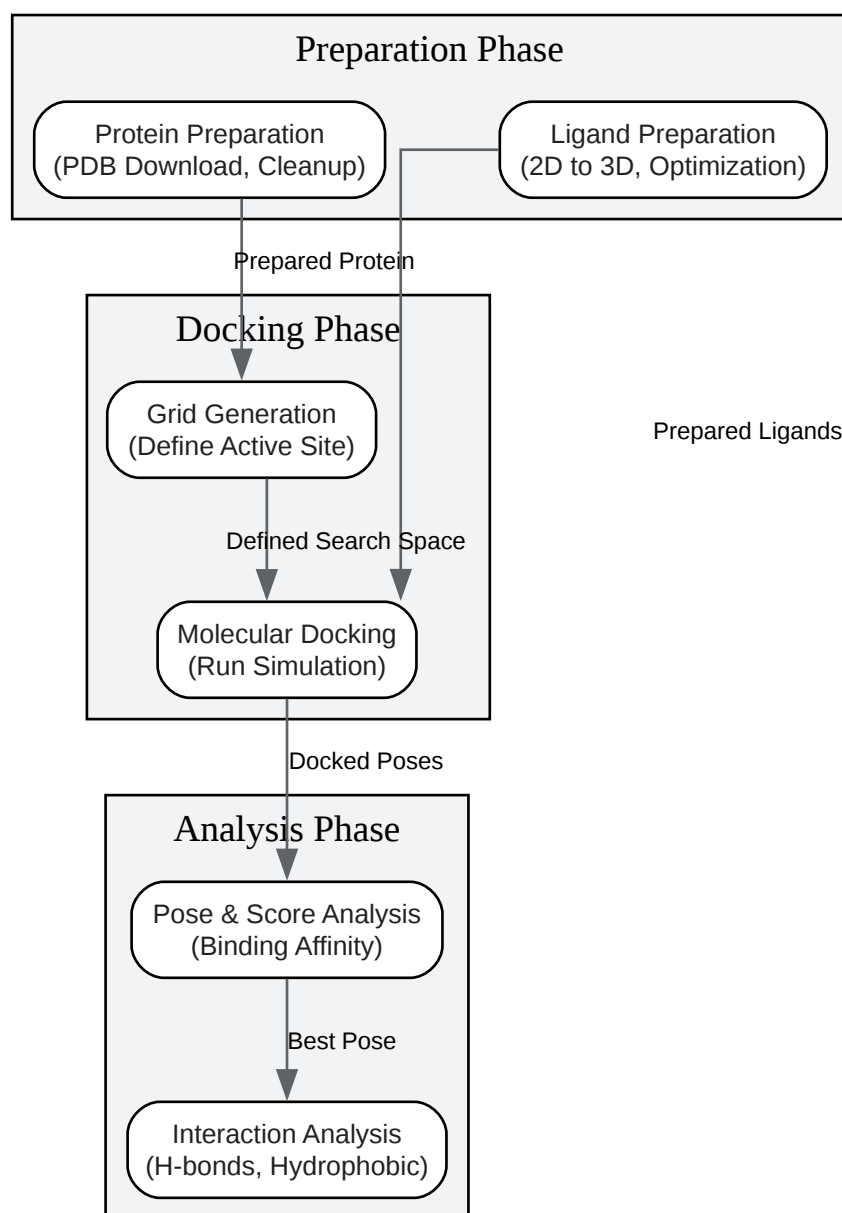 Preparation Phase
Protein Preparation
(PDB Download, Cleanup)
Ligand Preparation
(2D to 3D, Optimization)
Prepared Protein
Docking Phase
Grid Generation
(Define Active Site)
Prepared Ligands
Defined Search Space
Molecular Docking
(Run Simulation)
Docked Poses
Analysis Phase
Pose & Score Analysis
(Binding Affinity)
Best Pose
Interaction Analysis
(H-bonds, Hydrophobic)